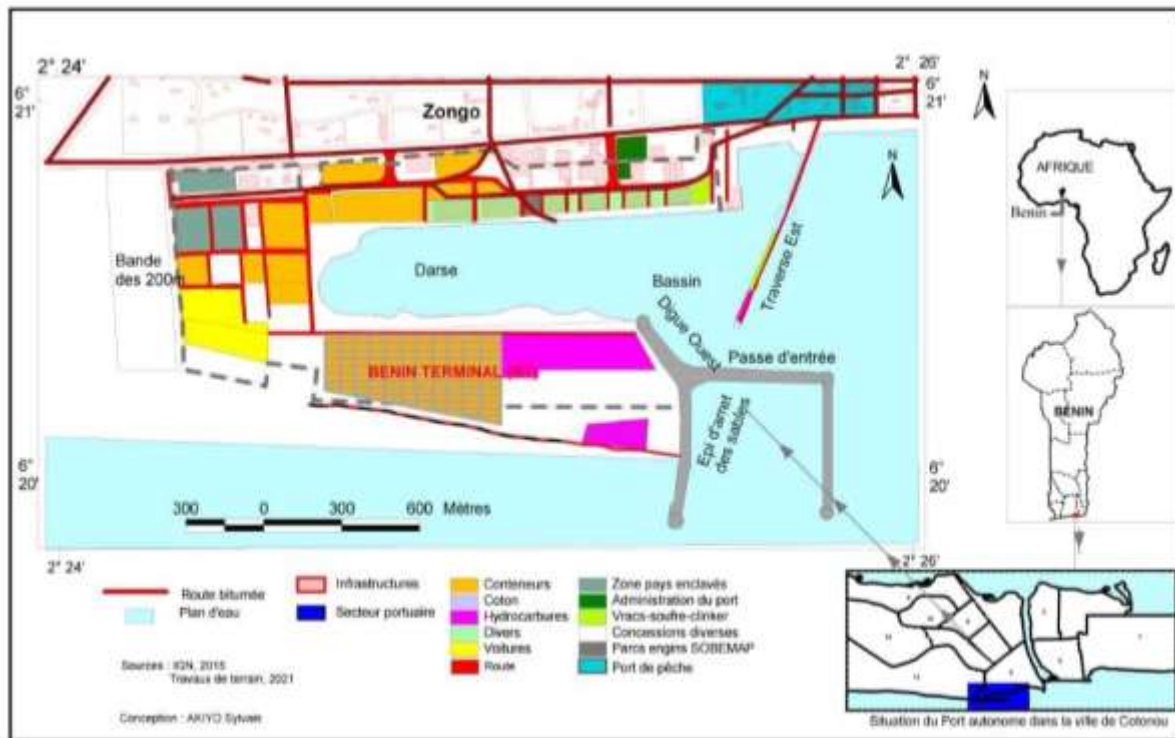 2° 24'
2° 26'
6°
21'
6°
21'
N
Zongo
N
AFRIQUE
Benin
Bande
des 200m
Darse
Bassin
Traverse Est
Digue Ouest
Passe d'entrée
BENIN TERMINAL
Epi d'arret
des sables
BENIN
6°
20'
6°
20'
300 0 300 600 Mètres
2° 24'
2° 26'
Route bitumée
Plan d'eau
Infrastructures
Secteur portuaire
Conteneurs
Coton
Hydrocarbures
Divers
Voitures
Route
Zone pays enclavés
Administration du port
Vracs-soufre-clinker
Concessions diverses
Parcs engins SOBEMAP
Port de pêche
Sources : IGN, 2015
Travaux de terrain, 2021
Conception : AKIYO Sylvain
Situation du Port autonome dans la ville de Cotonou